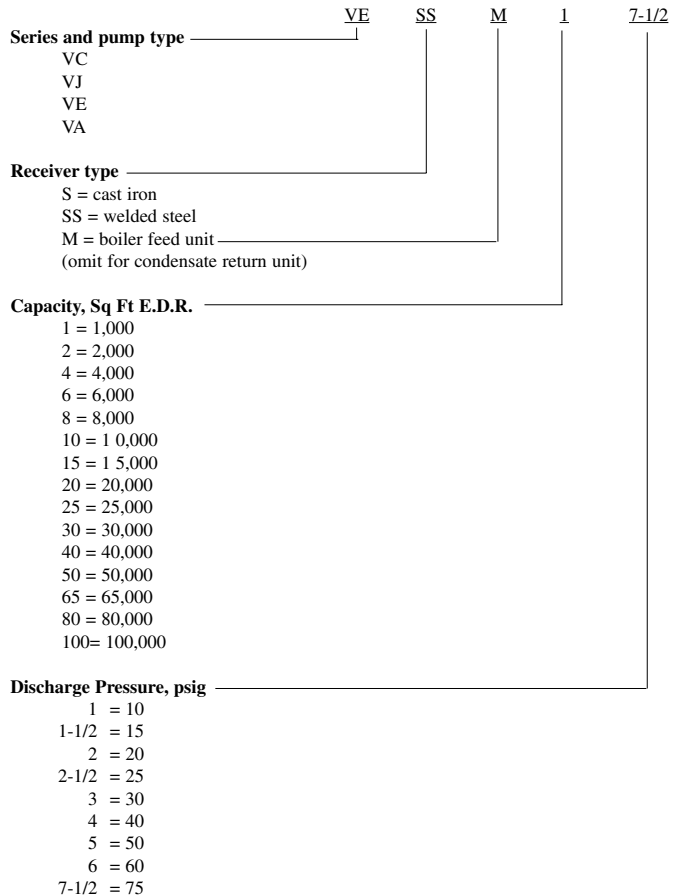 VE SS M 1 7-1/2
Series and pump type
VC
VJ
VE
VA
Receiver type
S = cast iron
SS = welded steel
M = boiler feed unit
(omit for condensate return unit)
Capacity, Sq Ft E.D.R.
1 = 1,000
2 = 2,000
4 = 4,000
6 = 6,000
8 = 8,000
10 = 1 0,000
15 = 1 5,000
20 = 20,000
25 = 25,000
30 = 30,000
40 = 40,000
50 = 50,000
65 = 65,000
80 = 80,000
100= 100,000
Discharge Pressure, psig
1 = 10
1-1/2 = 15
2 = 20
2-1/2 = 25
3 = 30
4 = 40
5 = 50
6 = 60
7-1/2 = 75